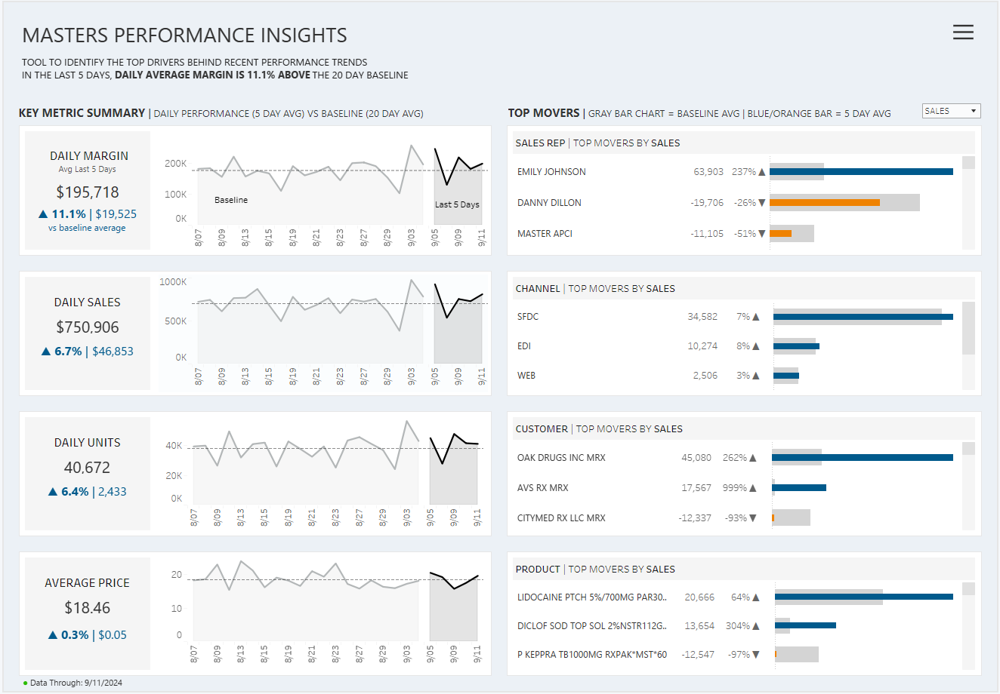 MASTERS PERFORMANCE INSIGHTS
TOOL TO IDENTIFY THE TOP DRIVERS BEHIND RECENT PERFORMANCE TRENDS
IN THE LAST 5 DAYS, DAILY AVERAGE MARGIN IS 11.1% ABOVE THE 20 DAY BASELINE
KEY METRIC SUMMARY | DAILY PERFORMANCE (5 DAY AVG) VS BASELINE (20 DAY AVG)
DAILY MARGIN
Avg Last 5 Days
$195,718
▲ 11.1% | $19,525
vs baseline average
200K
100K
0K
Baseline
Last 5 Days
8/07 8/09 8/13 8/15 8/19 8/21 8/23 8/27 8/29 9/03 9/05 9/09 9/11
DAILY SALES
$750,906
▲ 6.7% | $46,853
1000K
500K
0K
8/07 8/09 8/13 8/15 8/19 8/21 8/23 8/27 8/29 9/03 9/05 9/09 9/11
DAILY UNITS
40,672
▲ 6.4% | 2,433
40K
20K
0K
8/07 8/09 8/13 8/15 8/19 8/21 8/23 8/27 8/29 9/03 9/05 9/09 9/11
AVERAGE PRICE
$18.46
▲ 0.3% | $0.05
20
10
0
8/07 8/09 8/13 8/15 8/19 8/21 8/23 8/27 8/29 9/03 9/05 9/09 9/11
Data Through: 9/11/2024
TOP MOVERS | GRAY BAR CHART = BASELINE AVG | BLUE/ORANGE BAR = 5 DAY AVG
SALES
SALES REP | TOP MOVERS BY SALES
EMILY JOHNSON 63,903 237% ▲
DANNY DILLON -19,706 -26% ▼
MASTER APCI -11,105 -51% ▼
CHANNEL | TOP MOVERS BY SALES
SFDC 34,582 7% ▲
EDI 10,274 8% ▲
WEB 2,506 3% ▲
CUSTOMER | TOP MOVERS BY SALES
OAK DRUGS INC MRX 45,080 262% ▲
AVS RX MRX 17,567 999% ▲
CITYMED RX LLC MRX -12,337 -93% ▼
PRODUCT | TOP MOVERS BY SALES
LIDOCAINE PTCH 5%/700MG PAR30.. 20,666 64% ▲
DICLOF SOD TOP SOL 2%NSTR112G.. 13,654 304% ▲
P KEPPRA TB1000MG RXPAK*MST*60 -12,547 -97% ▼